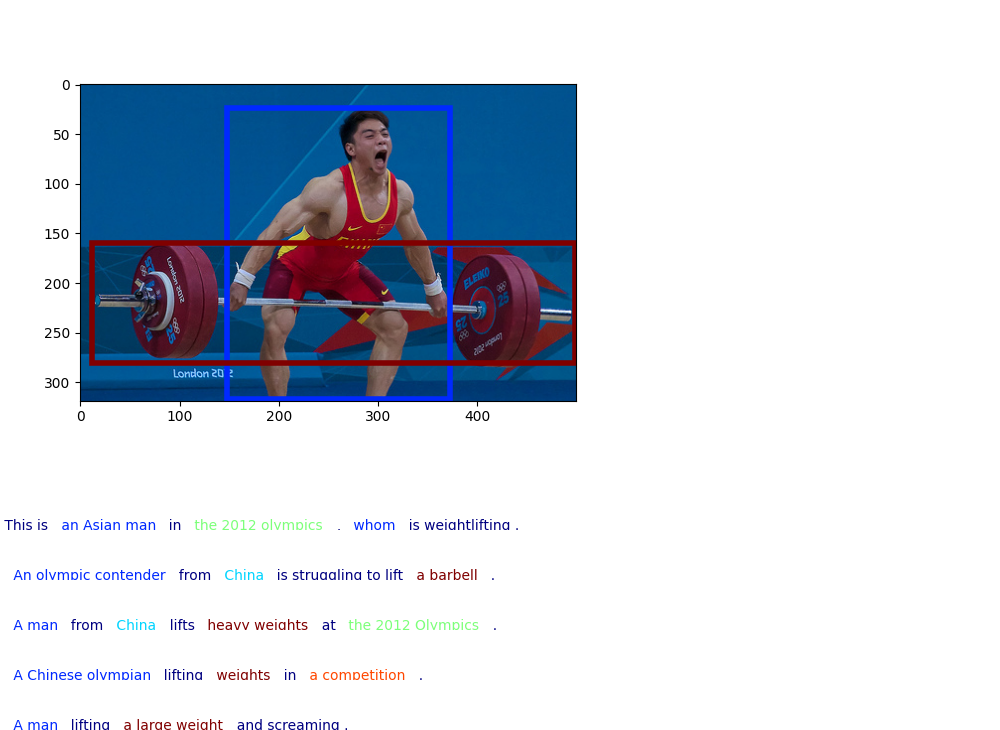 0
50
100
150
200
250
300
0 100 200 300 400
London 2012
25
25
ELEIKO
25
25
London 2012
London 2012
This is an Asian man in the 2012 olympics . whom is weightlifting .
An olympic contender from China is struggling to lift a barbell .
A man from China lifts heavy weights at the 2012 Olympics .
A Chinese olympian lifting weights in a competition .
A man lifting a large weight and screaming .